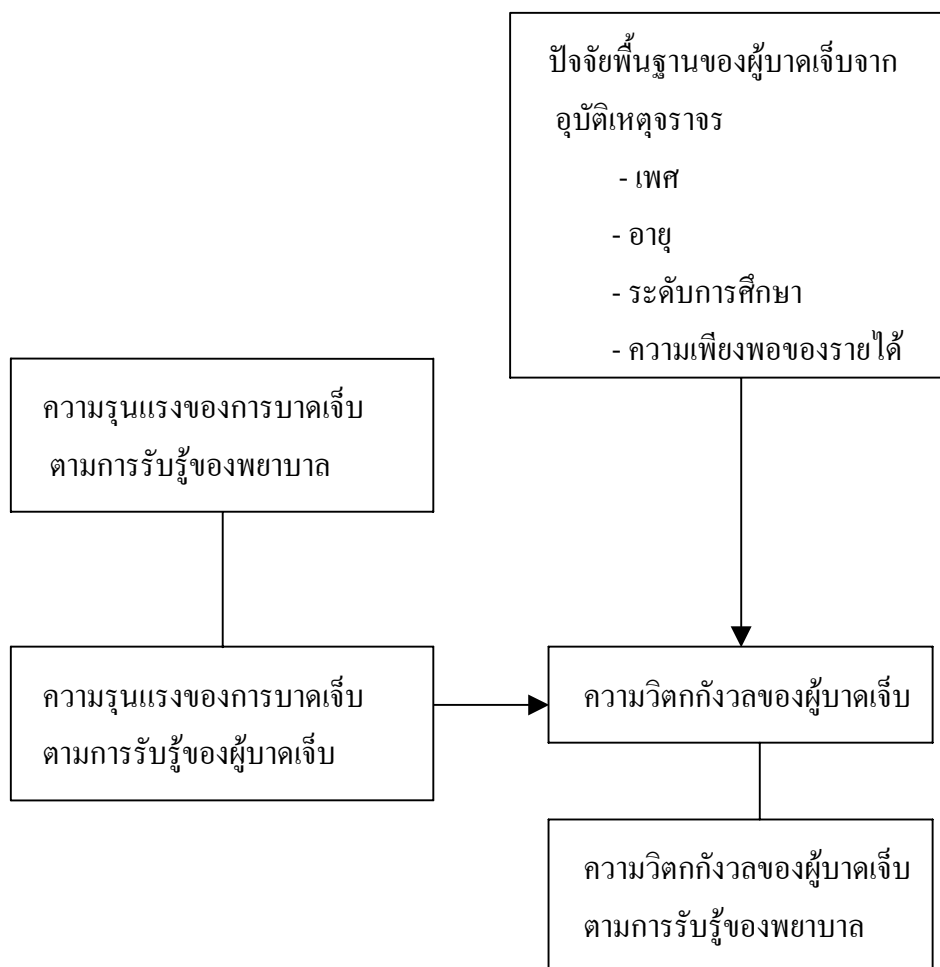 ปัจจัยพื้นฐานของผู้บาดเจ็บจาก
อุบัติเหตุจราจร
- เพศ
- อายุ
- ระดับการศึกษา
- ความเพียงพอของรายได้
ความรุนแรงของการบาดเจ็บ
ตามการรับรู้ของพยาบาล
ความรุนแรงของการบาดเจ็บ
ตามการรับรู้ของผู้บาดเจ็บ
ความวิตกกังวลของผู้บาดเจ็บ
ความวิตกกังวลของผู้บาดเจ็บ
ตามการรับรู้ของพยาบาล